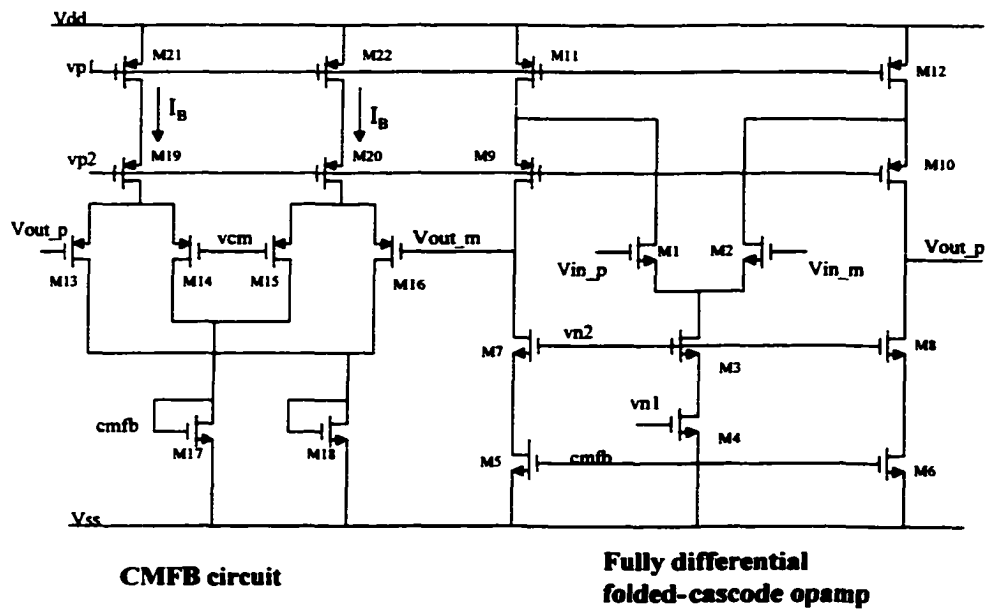 Vdd
M21
M22
M11
vp1
M12
I_B
I_B
M19
M20
M9
vp2
M10
Vout_p
vcm
Vout_m
Vout_p
M1
M2
M13
M14
M15
M16
Vin_p
Vin_m
vn2
M7
M3
M8
vn1
cmfb
M17
M18
M4
M5
cmfb
M6
Vss
CMFB circuit
Fully differential
folded-cascode opamp